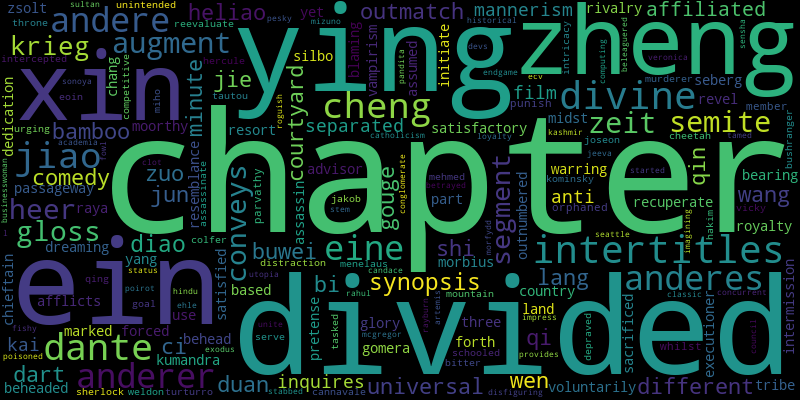 zsolt andere heliao yet outmatch mannerism rivalry affiliated
throne unintended sultan pesky mizuno historical
reevaluate silbo initiate intricacy computing
krieg augment ying zheng
intercepted chang competitive jie blaming vampirism assumed pandita devs endgame ecv film punish beleaguered veronica sensha
xin minute courtyard cheng divine
dedication sonoya eoin miho tautou hercule roguish
urging bamboo moorthy resort separated satisfactory midst zeit semite revel murderer seberg member
academia fowl catholicism loyalty kashmir joseon cheetah tamed bushranger
jiao chapter
businesswoman comedy zuo clot resemblance assassinate advisor assassin gouge conglomerate warring jeeva started bearing
passageway jun parvathy jakob stem mehmed betrayed part segment outnumbered anti kominsky orphaned qin wang
heer raya recuperate hakim vicky
gloss diao conveys eine shi imagining royalty
dreaming colfer buwei menelaus morbius seattle intertitles
chieftain yang satisfied distraction candace synopsis lang anderes intermission
ein afflicts qing status hindu utopia based bi rahul mountain country classic concurrent
poirot goal ehle divided
fishy marked forced use pretense tasked glory mcgregor three land impress sacrificed executioner
kai dante ci behead unite serve gomera schooled forth qi depraved whilst
poisoned kumandra exodus bitter provides
dart anderer duan inquires universal wen voluntarily different tribe
beheaded sherlock weldon turturro stabbed cannavale disfiguring